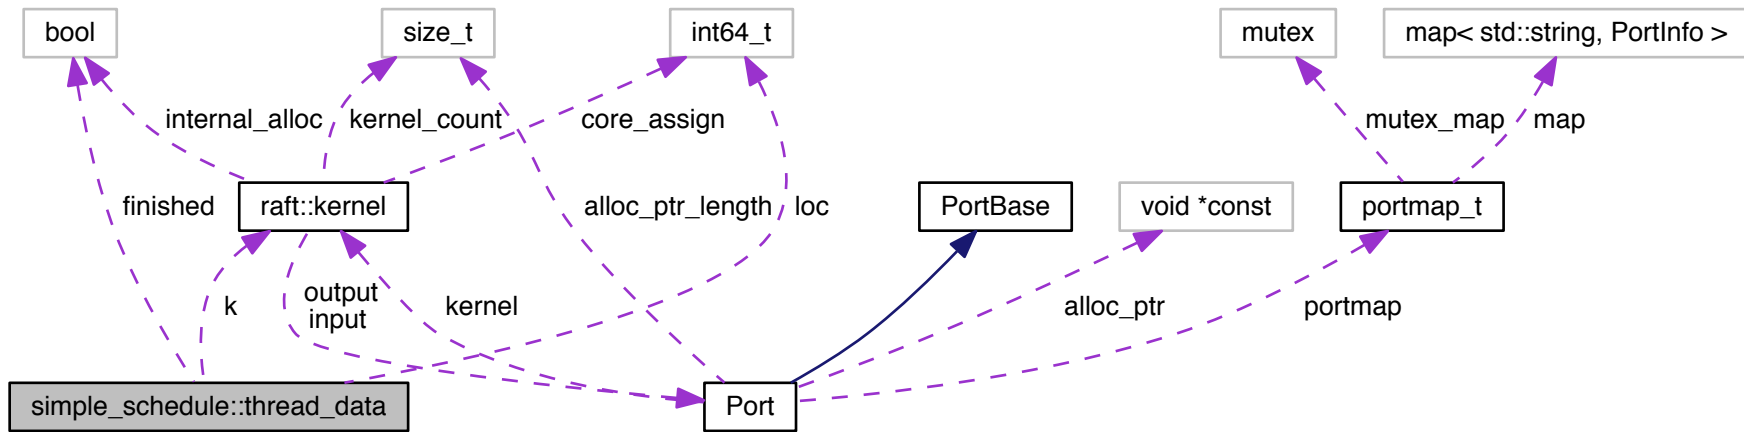 bool
size_t
int64_t
mutex
map< std::string, PortInfo >
internal_alloc
kernel_count
core_assign
mutex_map
map
finished
raft::kernel
alloc_ptr_length
loc
PortBase
void *const
portmap_t
k
output
input
kernel
alloc_ptr
portmap
simple_schedule::thread_data
Port